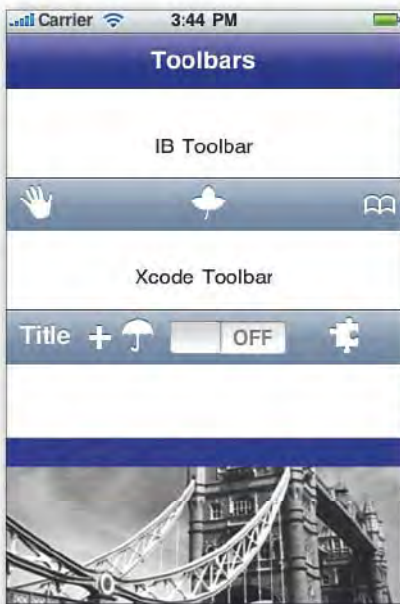 Carrier 3:44 PM
Toolbars
IB Toolbar
Xcode Toolbar
Title OFF